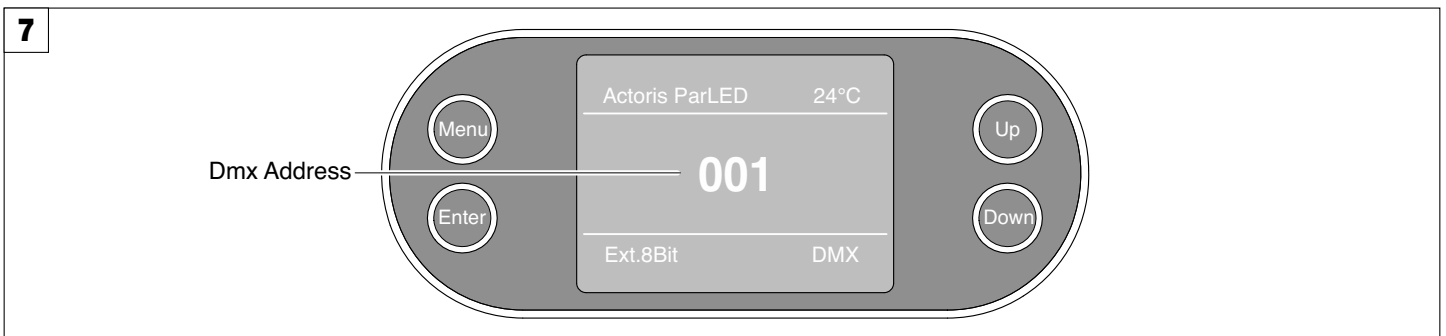 7
Actoris ParLED 24°C
Menu
Up
Dmx Address
001
Enter
Down
Ext.8Bit DMX